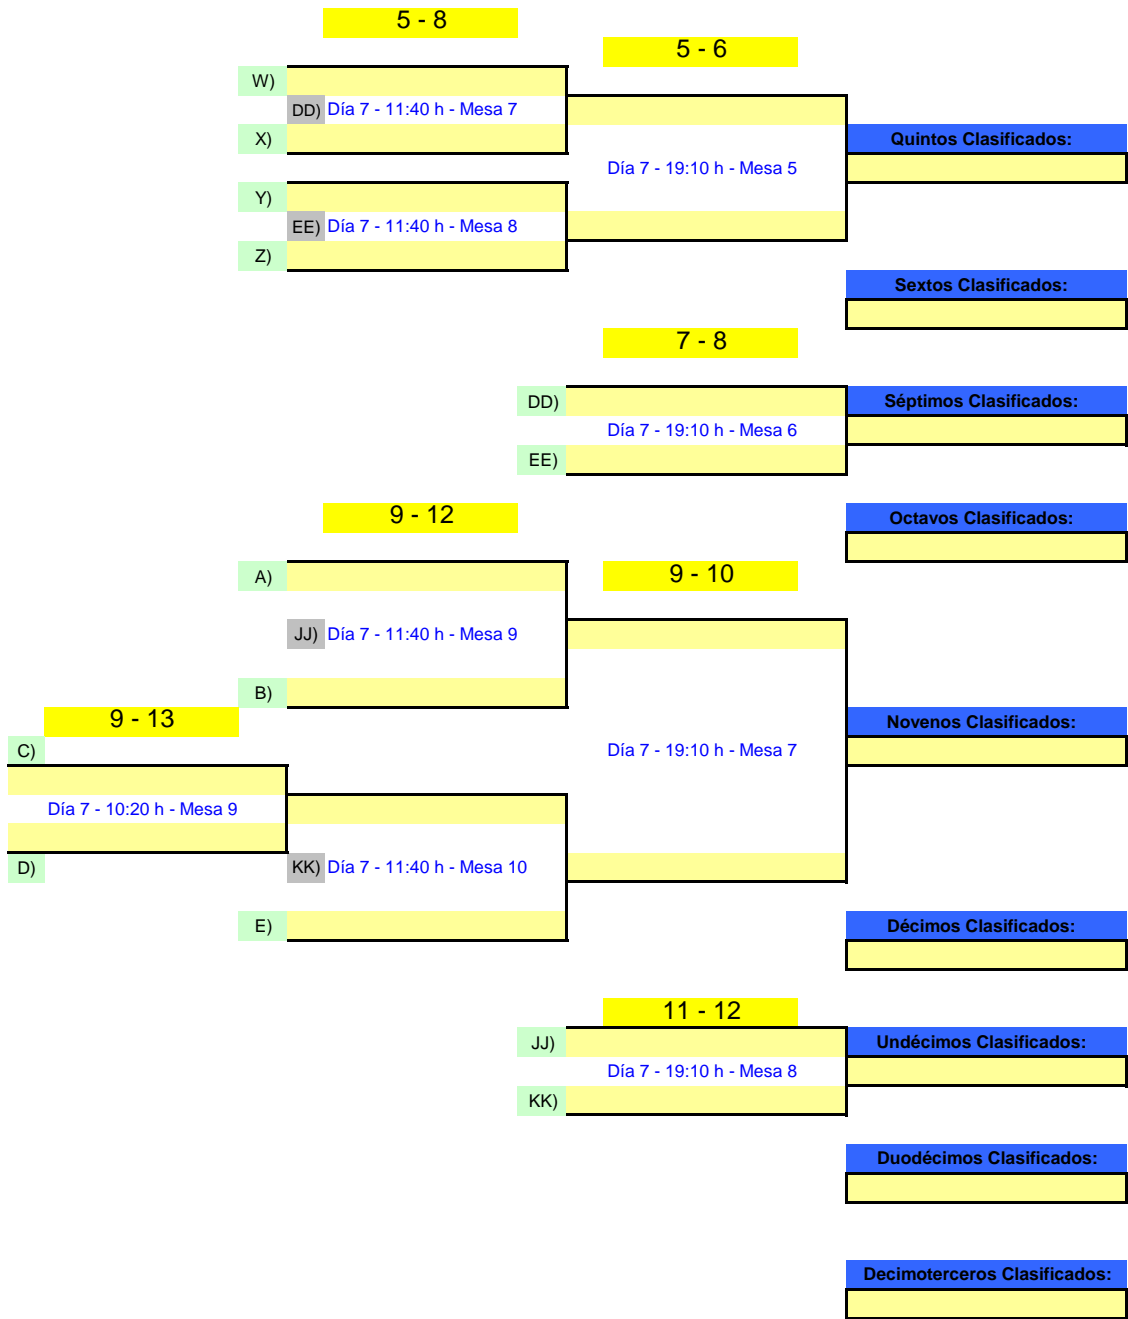 5 - 8
5 - 6
W)
DD) Día 7 - 11:40 h - Mesa 7
X)
Quintos Clasificados:
Día 7 - 19:10 h - Mesa 5
Y)
EE) Día 7 - 11:40 h - Mesa 8
Z)
Sextos Clasificados:
7 - 8
DD)
Séptimos Clasificados:
Día 7 - 19:10 h - Mesa 6
EE)
9 - 12
Octavos Clasificados:
A)
9 - 10
JJ) Día 7 - 11:40 h - Mesa 9
B)
9 - 13
Novenos Clasificados:
C)
Día 7 - 19:10 h - Mesa 7
Día 7 - 10:20 h - Mesa 9
D)
KK) Día 7 - 11:40 h - Mesa 10
E)
Décimos Clasificados:
11 - 12
JJ)
Undécimos Clasificados:
Día 7 - 19:10 h - Mesa 8
KK)
Duodécimos Clasificados:
Decimoterceros Clasificados: